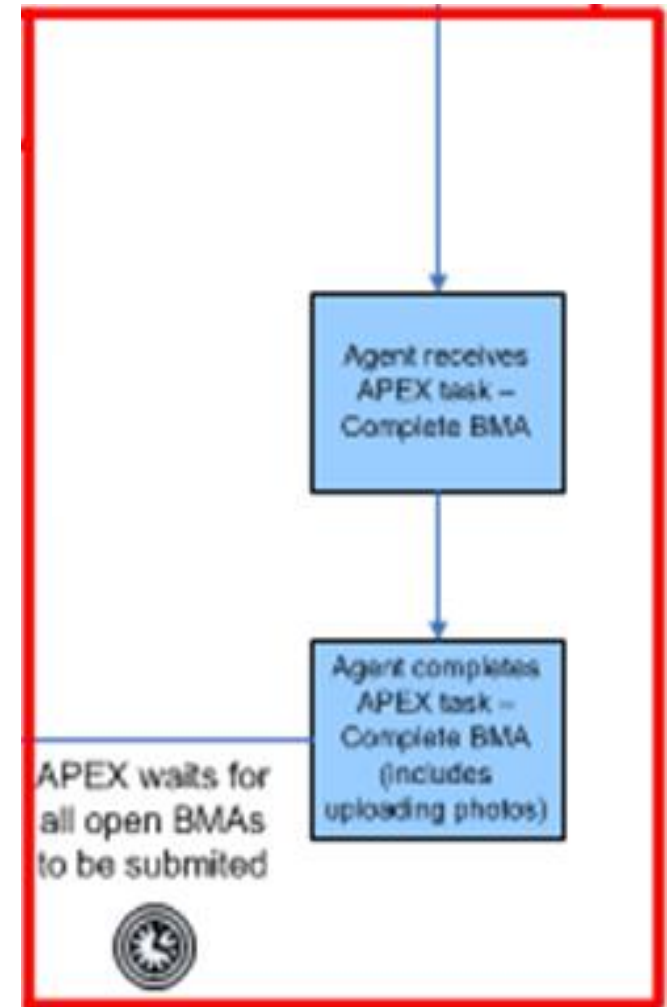 Agent receives
APEX task –
Complete BMA
Agent completes
APEX task –
Complete BMA
(includes
uploading photos)
APEX waits for
all open BMAs
to be submited